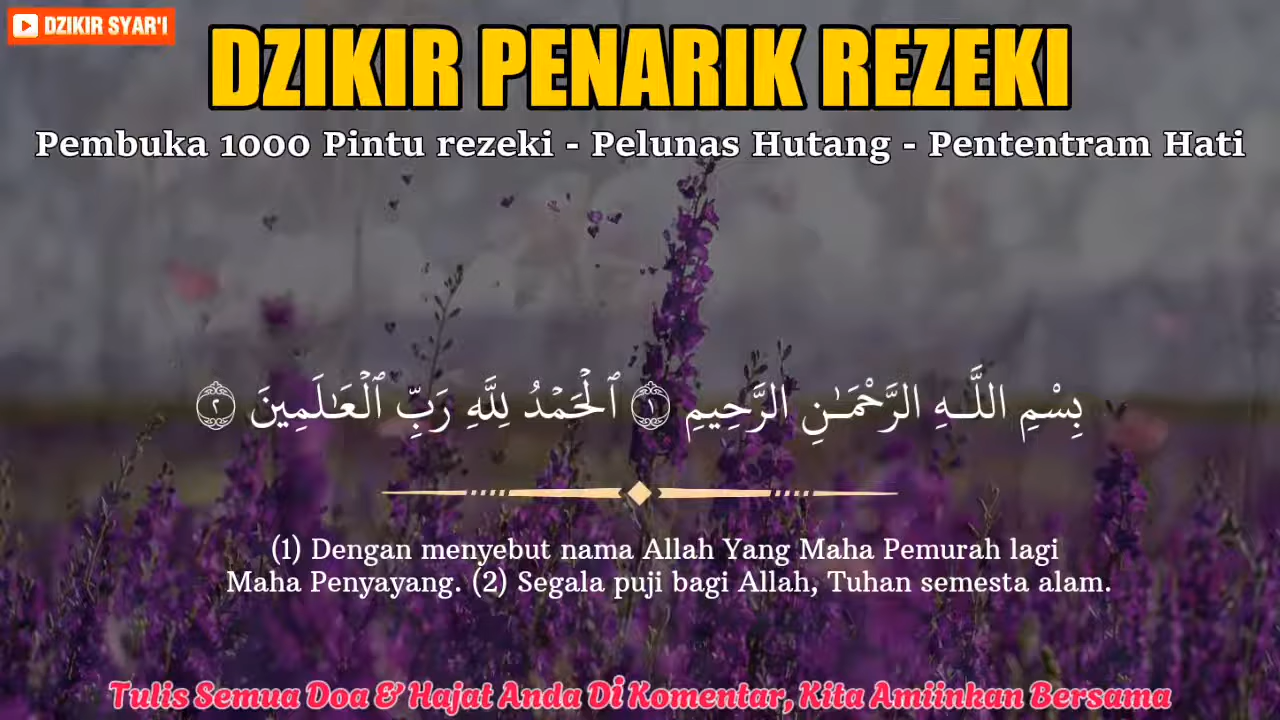 DZIKIR SYAR'I
DZIKIR PENARIK REZEKI
Pembuka 1000 Pintu rezeki - Pelunas Hutang - Pententram Hati
بِسْمِ اللَّـهِ الرَّحْمَـٰنِ الرَّحِيمِ ١ ٱلْحَمْدُ لِلَّهِ رَبِّ ٱلْعَـٰلَمِينَ ٢
(1) Dengan menyebut nama Allah Yang Maha Pemurah lagi
Maha Penyayang. (2) Segala puji bagi Allah, Tuhan semesta alam.
Tulis Semua Doa & Hajat Anda Di Komentar, Kita Amiinkan Bersama